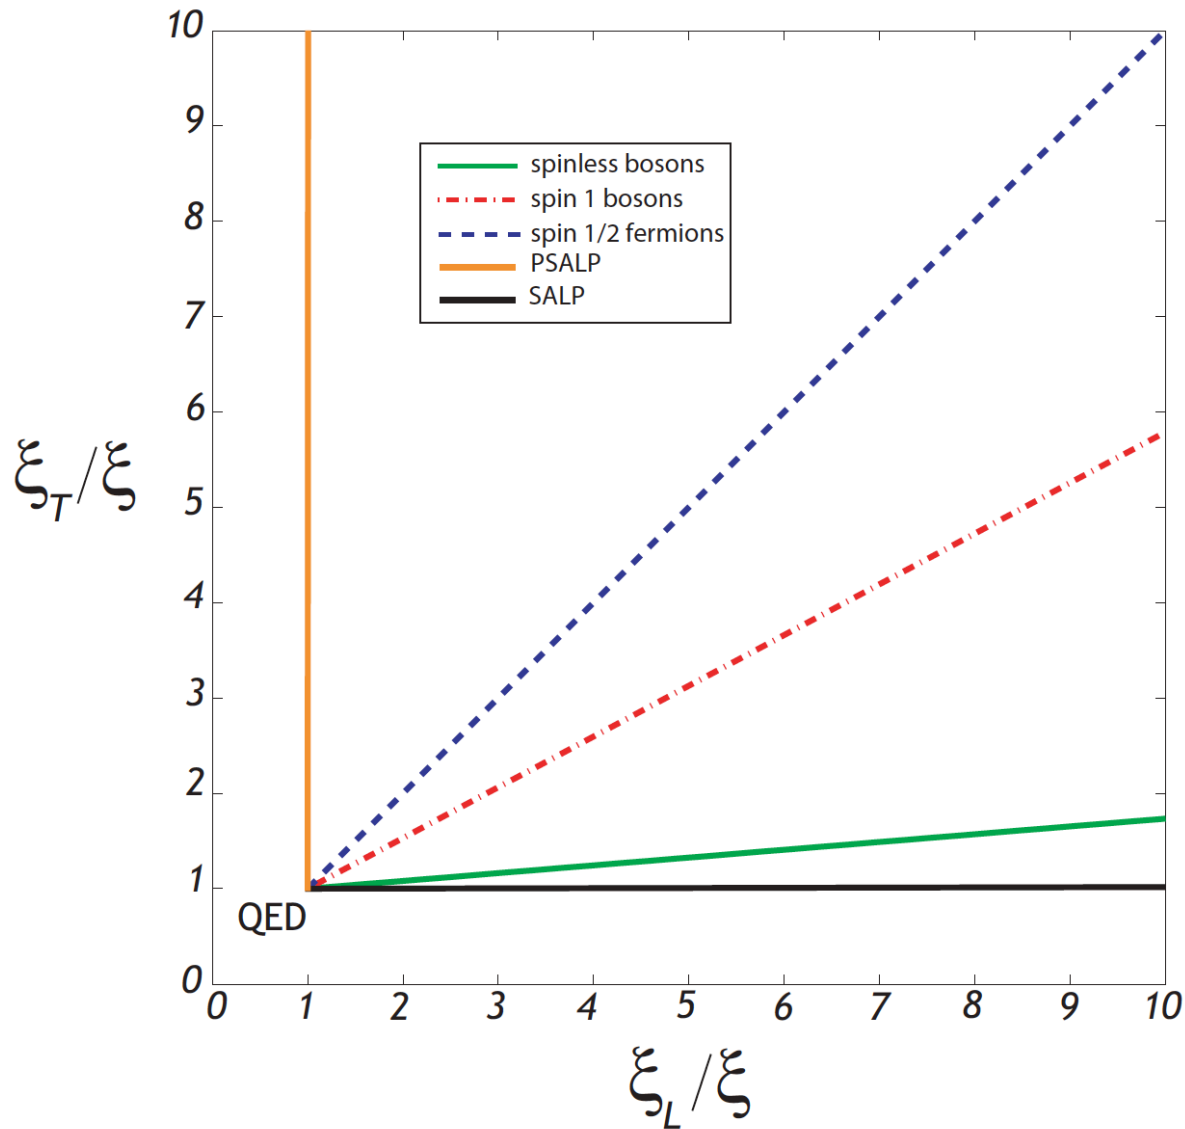 10
9
8
7
6
5
4
3
2
1
0
ξT/ξ
spinless bosons
spin 1 bosons
spin 1/2 fermions
PSALP
SALP
QED
0 1 2 3 4 5 6 7 8 9 10
ξL/ξ